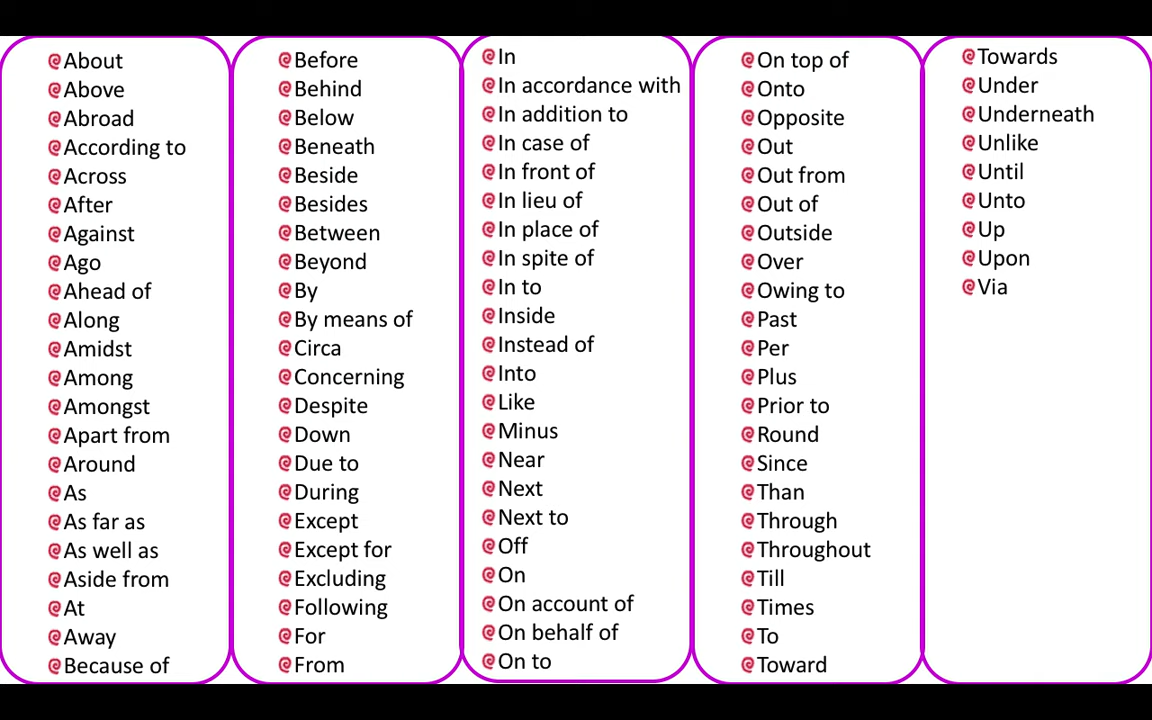 About
Above
Abroad
According to
Across
After
Against
Ago
Ahead of
Along
Amidst
Among
Amongst
Apart from
Around
As
As far as
As well as
Aside from
At
Away
Because of
Before
Behind
Below
Beneath
Beside
Besides
Between
Beyond
By
By means of
Circa
Concerning
Despite
Down
Due to
During
Except
Except for
Excluding
Following
For
From
In
In accordance with
In addition to
In case of
In front of
In lieu of
In place of
In spite of
In to
Inside
Instead of
Into
Like
Minus
Near
Next
Next to
Off
On
On account of
On behalf of
On to
On top of
Onto
Opposite
Out
Out from
Out of
Outside
Over
Owing to
Past
Per
Plus
Prior to
Round
Since
Than
Through
Throughout
Till
Times
To
Toward
Towards
Under
Underneath
Unlike
Until
Unto
Up
Upon
Via